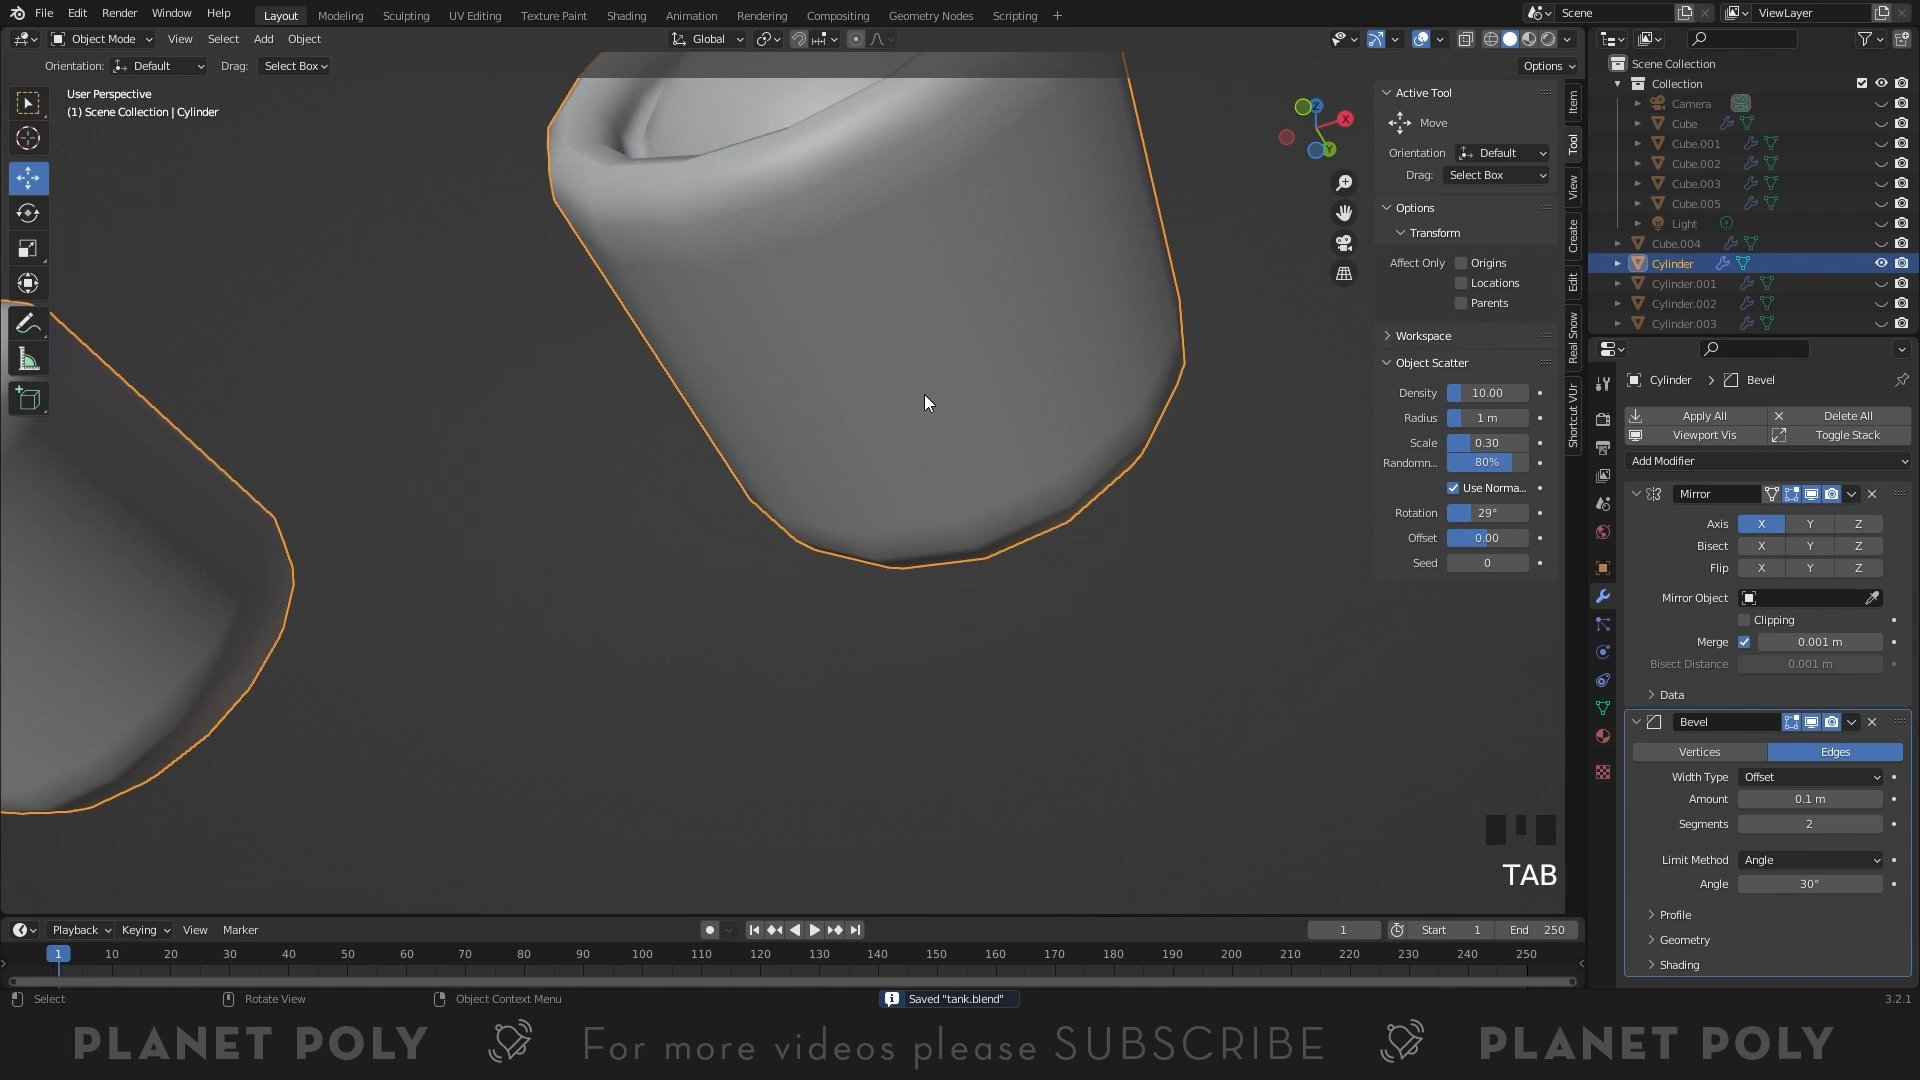 File Edit Render Window Help Layout Modeling Sculpting UV Editing Texture Paint Shading Animation Rendering Compositing Geometry Nodes Scripting + Scene ViewLayer
Object Mode View Select Add Object Global
Orientation: Default Drag: Select Box Options
User Perspective
(1) Scene Collection | Cylinder
Z
X
Y
Item
Tool
View
Create
Edit
Real Snow
Shortcut VUr
Active Tool
Move
Orientation Default
Drag: Select Box
Options
Transform
Affect Only Origins
Locations
Parents
Workspace
Object Scatter
Density 10.00
Radius 1 m
Scale 0.30
Randomn... 80%
Use Norma...
Rotation 29°
Offset 0.00
Seed 0
Scene Collection
Collection
Camera
Cube
Cube.001
Cube.002
Cube.003
Cube.005
Light
Cube.004
Cylinder
Cylinder.001
Cylinder.002
Cylinder.003
Cylinder > Bevel
Apply All Delete All
Viewport Vis Toggle Stack
Add Modifier
Mirror
Axis X Y Z
Bisect X Y Z
Flip X Y Z
Mirror Object
Clipping
Merge 0.001 m
Bisect Distance 0.001 m
Data
Bevel
Vertices Edges
Width Type Offset
Amount 0.1 m
Segments 2
Limit Method Angle
Angle 30°
Profile
Geometry
Shading
TAB
Playback Keying View Marker 1 Start 1 End 250
1 10 20 30 40 50 60 70 80 90 100 110 120 130 140 150 160 170 180 190 200 210 220 230 240 250
Select Rotate View Object Context Menu Saved "tank.blend" 3.2.1
PLANET POLY For more videos please SUBSCRIBE PLANET POLY